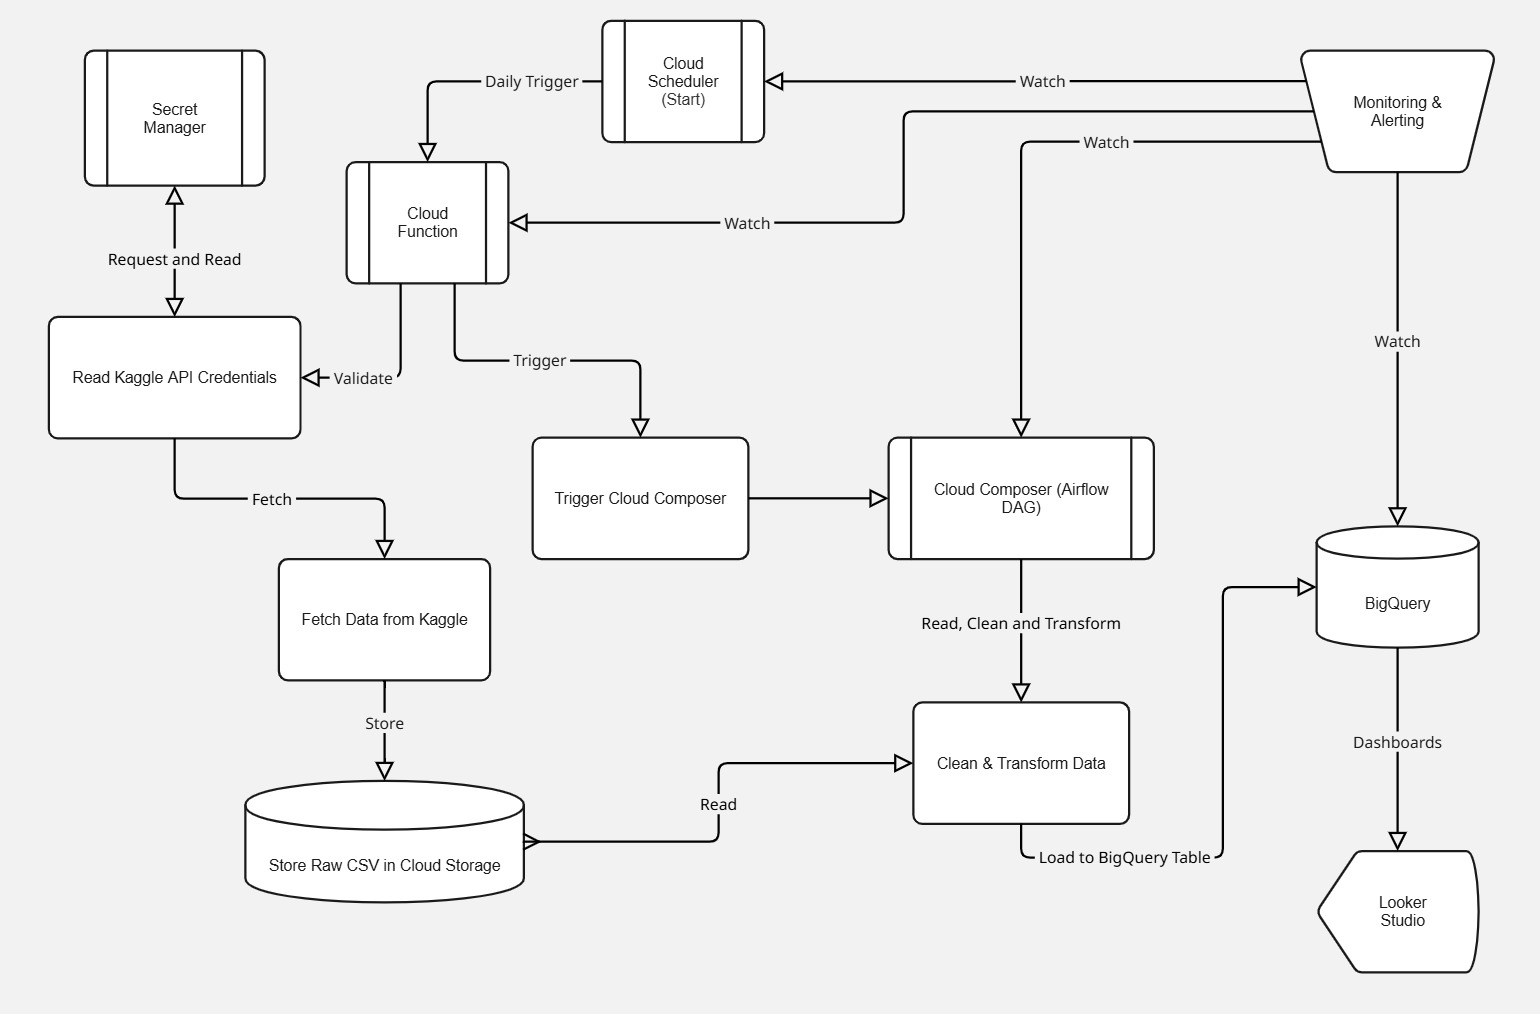 Cloud
Scheduler
(Start)
Daily Trigger
Watch
Monitoring &
Alerting
Secret
Manager
Watch
Cloud
Function
Watch
Request and Read
Watch
Read Kaggle API Credentials
Validate
Trigger
Fetch
Trigger Cloud Composer
Cloud Composer (Airflow
DAG)
BigQuery
Fetch Data from Kaggle
Read, Clean and Transform
Store
Dashboards
Clean & Transform Data
Read
Store Raw CSV in Cloud Storage
Load to BigQuery Table
Looker
Studio